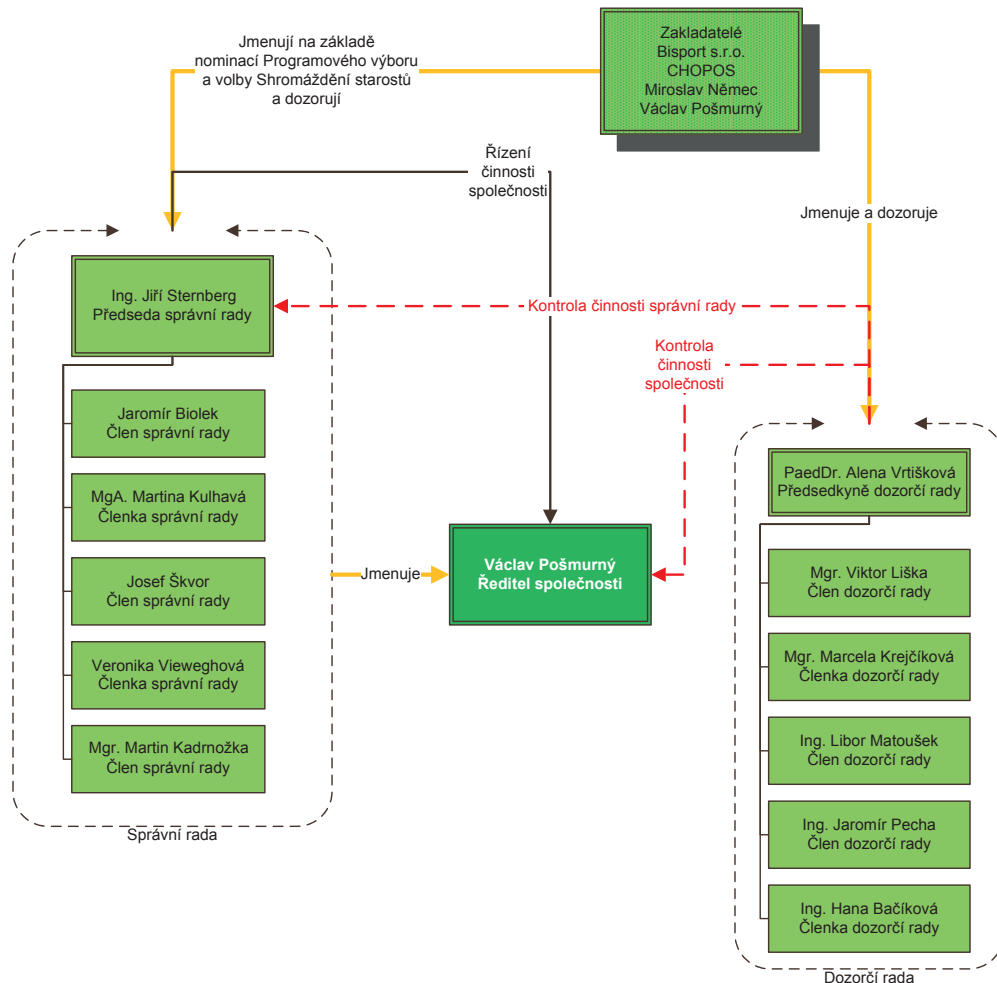 Zakladatelé
Bisport s.r.o.
CHOPOS
Miroslav Němec
Václav Pošmurný
Jmenují na základě
nominací Programového výboru
a volby Shromáždění starostů
a dozorují
Řízení
činnosti
společnosti
Jmenuje a dozoruje
Ing. Jiří Sternberg
Předseda správní rady
Kontrola činnosti správní rady
Kontrola
činnosti
společnosti
Jaromír Biolek
Člen správní rady
MgA. Martina Kulhavá
Členka správní rady
Josef Škvor
Člen správní rady
Veronika Vieweghová
Členka správní rady
Mgr. Martin Kadrnožka
Člen správní rady
Správní rada
Jmenuje
Václav Pošmurný
Ředitel společnosti
PaedDr. Alena Vrtišková
Předsedkyně dozorčí rady
Mgr. Viktor Liška
Člen dozorčí rady
Mgr. Marcela Krejčíková
Členka dozorčí rady
Ing. Libor Matoušek
Člen dozorčí rady
Ing. Jaromír Pecha
Člen dozorčí rady
Ing. Hana Bačíková
Členka dozorčí rady
Dozorčí rada